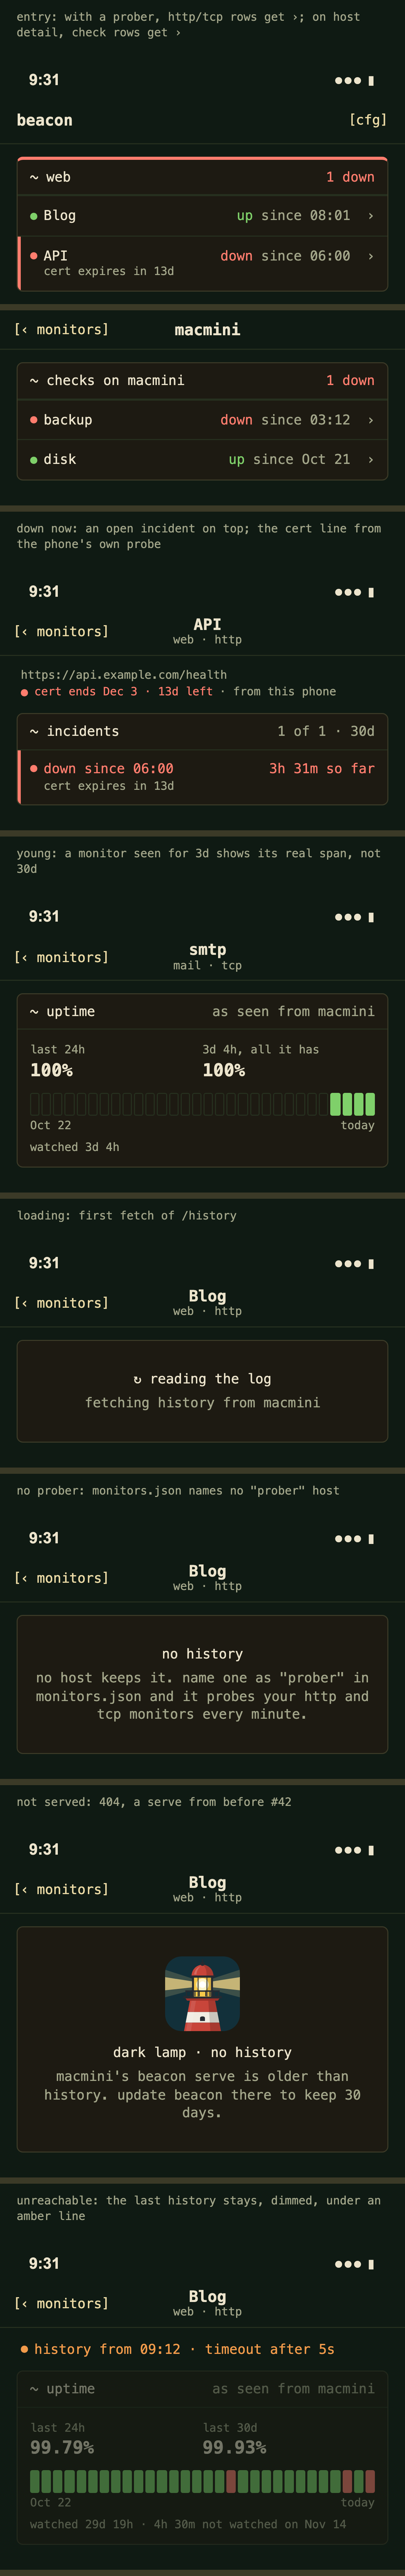 entry: with a prober, http/tcp rows get ›; on host
detail, check rows get ›
9:31
beacon [cfg]
~ web 1 down
Blog up since 08:01 ›
API down since 06:00 ›
cert expires in 13d
[‹ monitors] macmini
~ checks on macmini 1 down
backup down since 03:12 ›
disk up since Oct 21 ›
down now: an open incident on top; the cert line from
the phone's own probe
9:31
[‹ monitors] API
web · http
https://api.example.com/health
cert ends Dec 3 · 13d left · from this phone
~ incidents 1 of 1 · 30d
down since 06:00 3h 31m so far
cert expires in 13d
young: a monitor seen for 3d shows its real span, not
30d
9:31
[‹ monitors] smtp
mail · tcp
~ uptime as seen from macmini
last 24h 3d 4h, all it has
100% 100%
Oct 22 today
watched 3d 4h
loading: first fetch of /history
9:31
[‹ monitors] Blog
web · http
↻ reading the log
fetching history from macmini
no prober: monitors.json names no "prober" host
9:31
[‹ monitors] Blog
web · http
no history
no host keeps it. name one as "prober" in
monitors.json and it probes your http and
tcp monitors every minute.
not served: 404, a serve from before #42
9:31
[‹ monitors] Blog
web · http
dark lamp · no history
macmini's beacon serve is older than
history. update beacon there to keep 30
days.
unreachable: the last history stays, dimmed, under an
amber line
9:31
[‹ monitors] Blog
web · http
history from 09:12 · timeout after 5s
~ uptime as seen from macmini
last 24h last 30d
99.79% 99.93%
Oct 22 today
watched 29d 19h · 4h 30m not watched on Nov 14